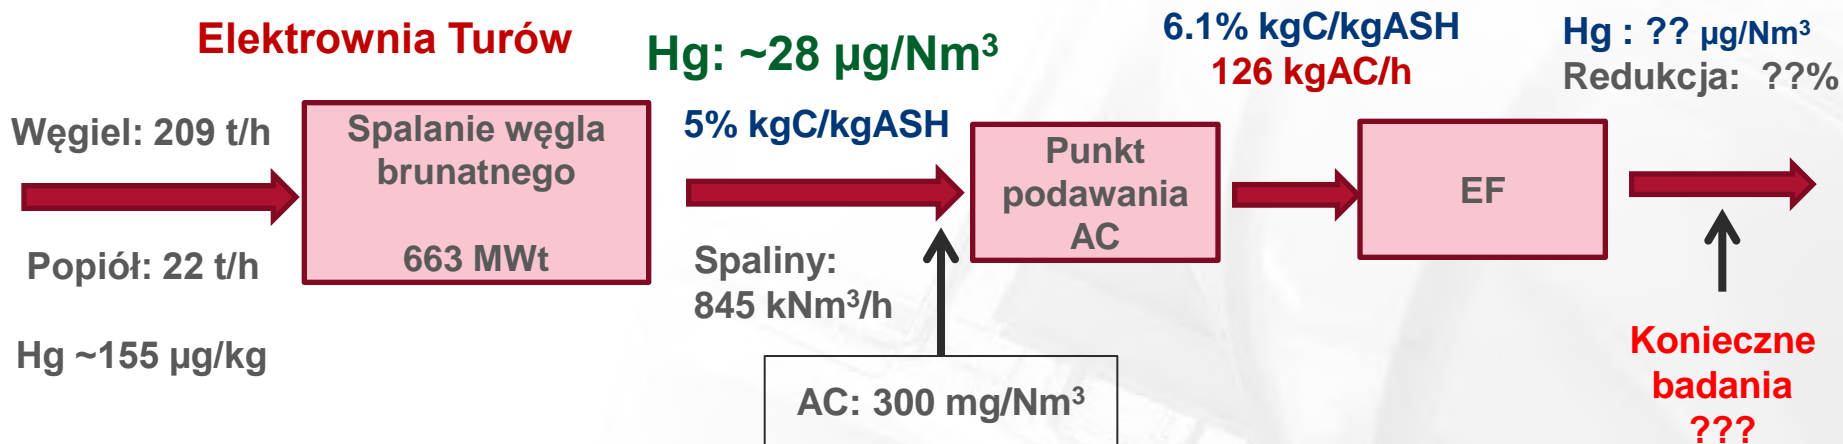 Elektrownia Turów
Hg: ~28 µg/Nm³
6.1% kgC/kgASH
126 kgAC/h
Hg : ?? µg/Nm³
Redukcja: ??%
Węgiel: 209 t/h
Popiół: 22 t/h
Hg ~155 µg/kg
Spalanie węgla
brunatnego
663 MWt
5% kgC/kgASH
Spaliny:
845 kNm³/h
AC: 300 mg/Nm³
Punkt
podawania
AC
EF
Konieczne
badania
???